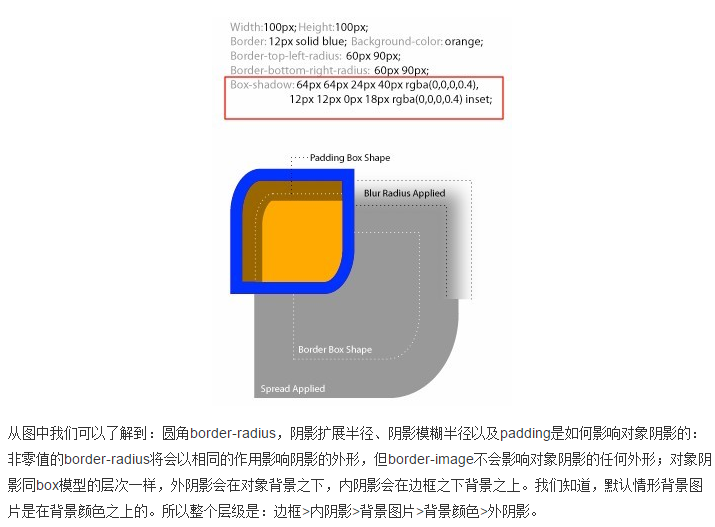 Width:100px; Height:100px;
Border: 12px solid blue; Background-color: orange;
Border-top-left-radius: 60px 90px;
Border-bottom-right-radius: 60px 90px;
Box-shadow: 64px 64px 24px 40px rgba(0,0,0,0.4),
12px 12px 0px 18px rgba(0,0,0,0.4) inset;
Padding Box Shape
Blur Radius Applied
Border Box Shape
Spread Applied
从图中我们可以了解到：圆角border-radius，阴影扩展半径、阴影模糊半径以及padding是如何影响对象阴影的：
非零值的border-radius将会以相同的作用影响阴影的外形，但border-image不会影响对象阴影的任何外形；对象阴
影同box模型的层次一样，外阴影会在对象背景之下，内阴影会在边框之下背景之上。我们知道，默认情形背景图
片是在背景颜色之上的。所以整个层级是：边框>内阴影>背景图片>背景颜色>外阴影。